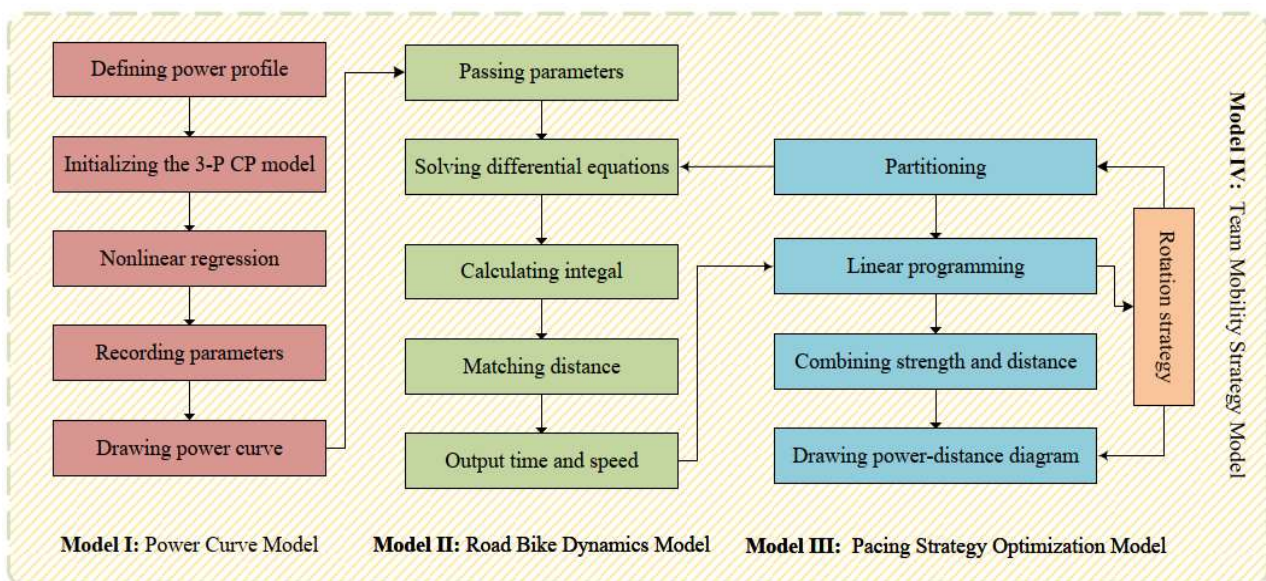 Defining power profile
Initializing the 3-P CP model
Nonlinear regression
Recording parameters
Drawing power curve
Model I: Power Curve Model
Passing parameters
Solving differential equations
Calculating integal
Matching distance
Output time and speed
Model II: Road Bike Dynamics Model
Partitioning
Linear programming
Combining strength and distance
Drawing power-distance diagram
Model III: Pacing Strategy Optimization Model
Rotation strategy
Model IV: Team Mobility Strategy Model